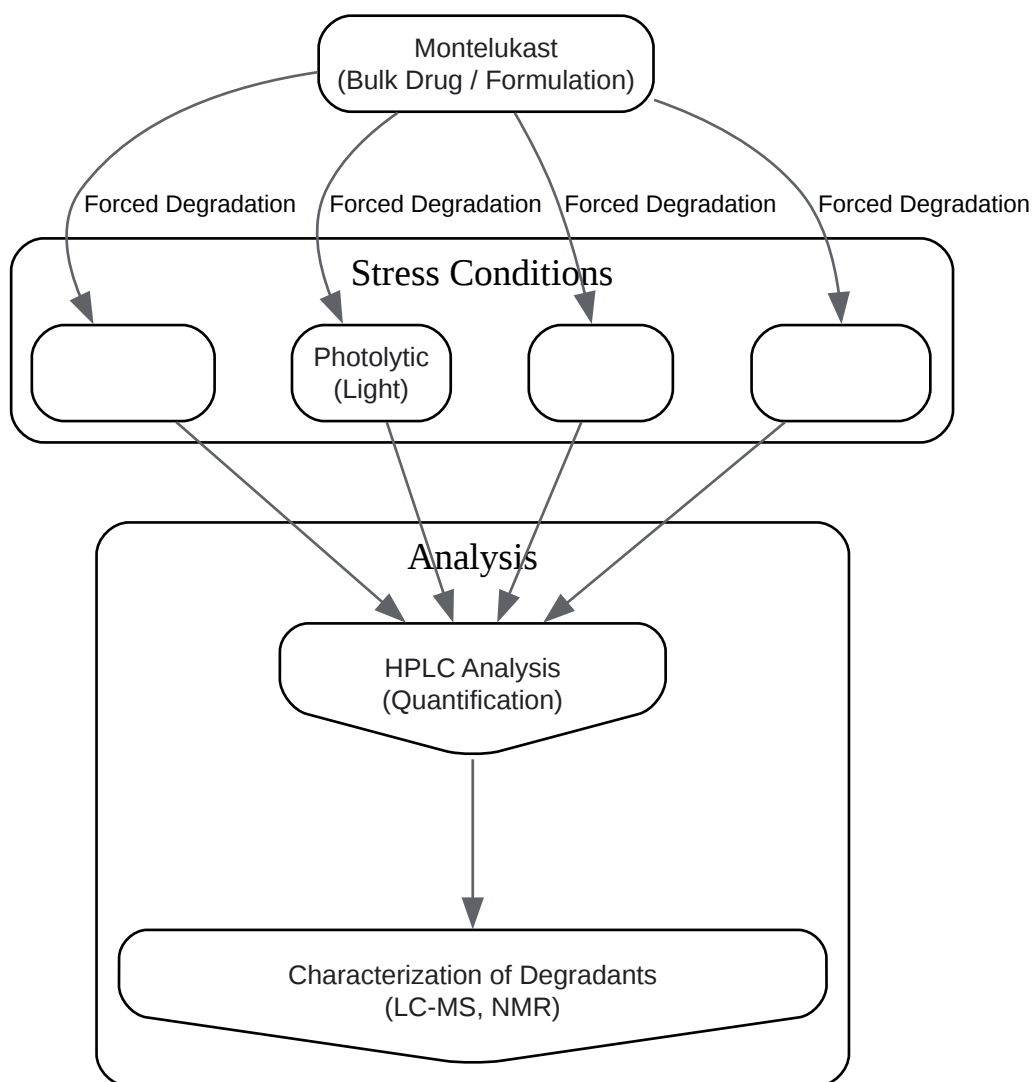 Montelukast
(Bulk Drug / Formulation)
Forced Degradation
Forced Degradation
Forced Degradation
Forced Degradation
Stress Conditions
Photolytic
(Light)
Analysis
HPLC Analysis
(Quantification)
Characterization of Degradants
(LC-MS, NMR)